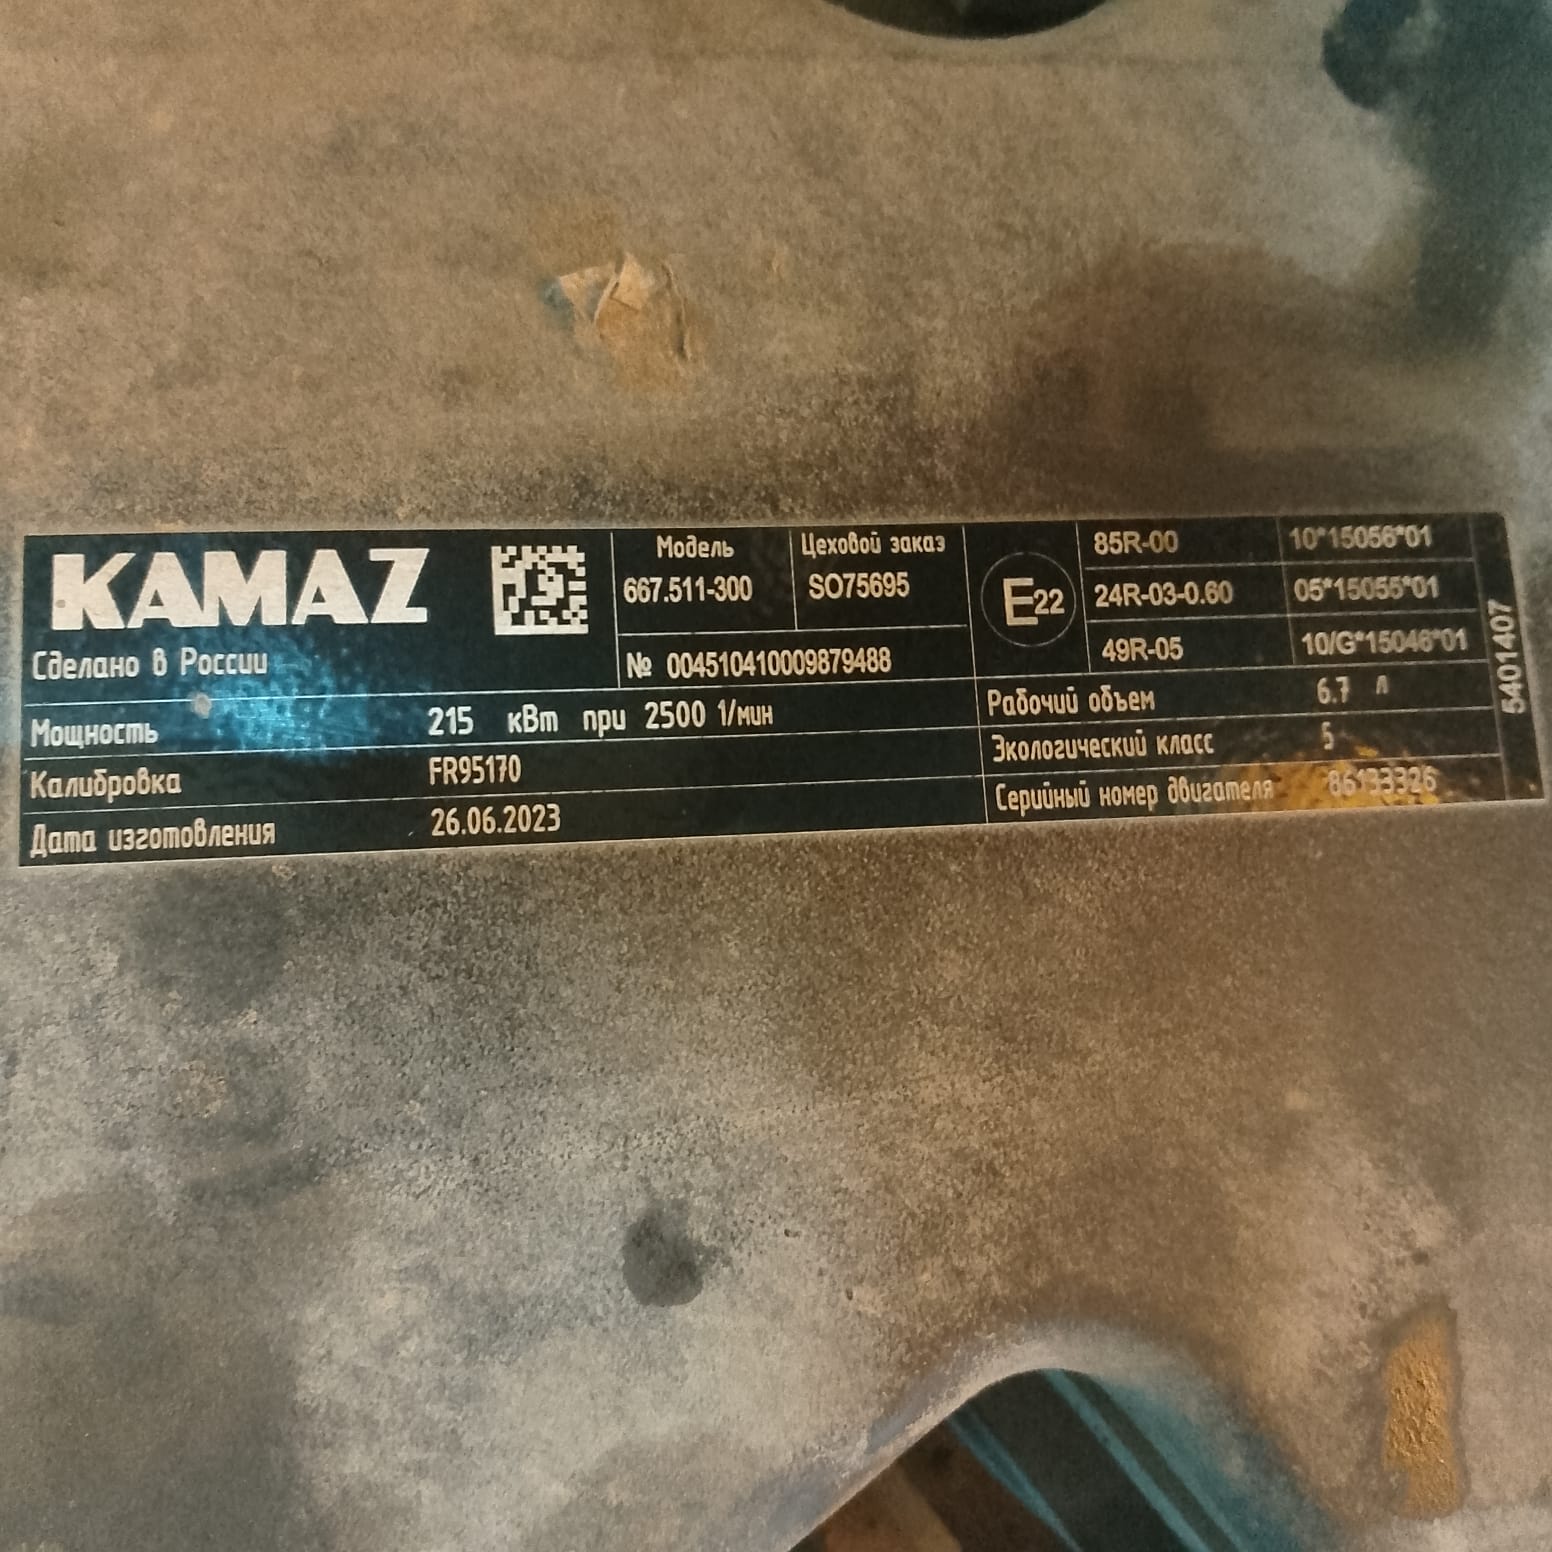 KAMAZ
Сделано в России
Модель
667.511-300
Цеховой заказ
SO75695
№ 004510410009879488
E22
85R-00 10*15056*01
24R-03-0.60 05*15055*01
49R-05 10/G*15046*01
Мощность 215 кВт при 2500 1/мин
Калибровка FR95170
Дата изготовления 26.06.2023
Рабочий объем 6.7 л
Экологический класс 5
Серийный номер двигателя
5401407